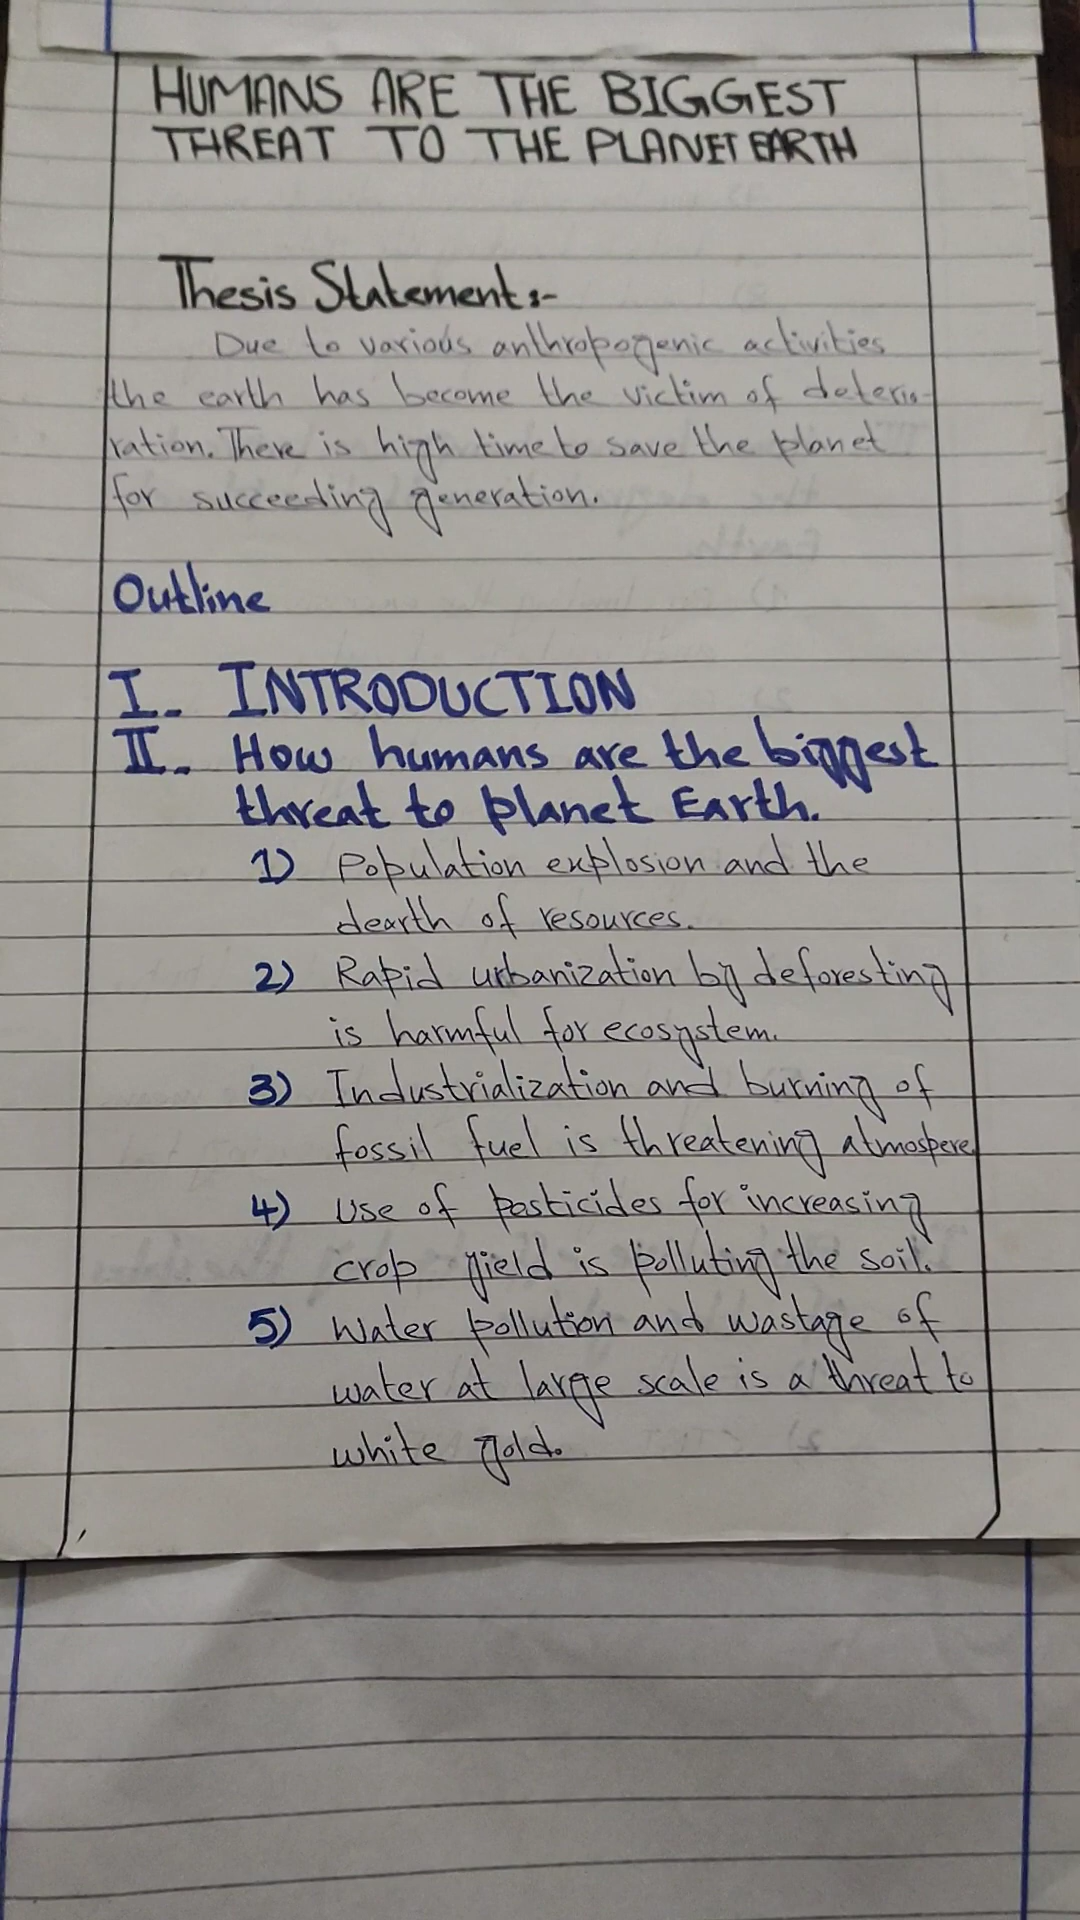 HUMANS ARE THE BIGGEST
THREAT TO THE PLANET EARTH
Thesis Statement:-
Due to various anthropogenic activities
the earth has become the victim of deterio-
ration. There is high time to save the planet
for succeeding generation.
Outline
I. INTRODUCTION
II. How humans are the biggest
threat to planet Earth.
1) Population explosion and the
dearth of resources.
2) Rapid urbanization by deforesting
is harmful for ecosystem.
3) Industrialization and burning of
fossil fuel is threatening atmospere
4) Use of pesticides for increasing
crop yield is polluting the soil.
5) Water pollution and wastage of
water at large scale is a threat to
white gold.